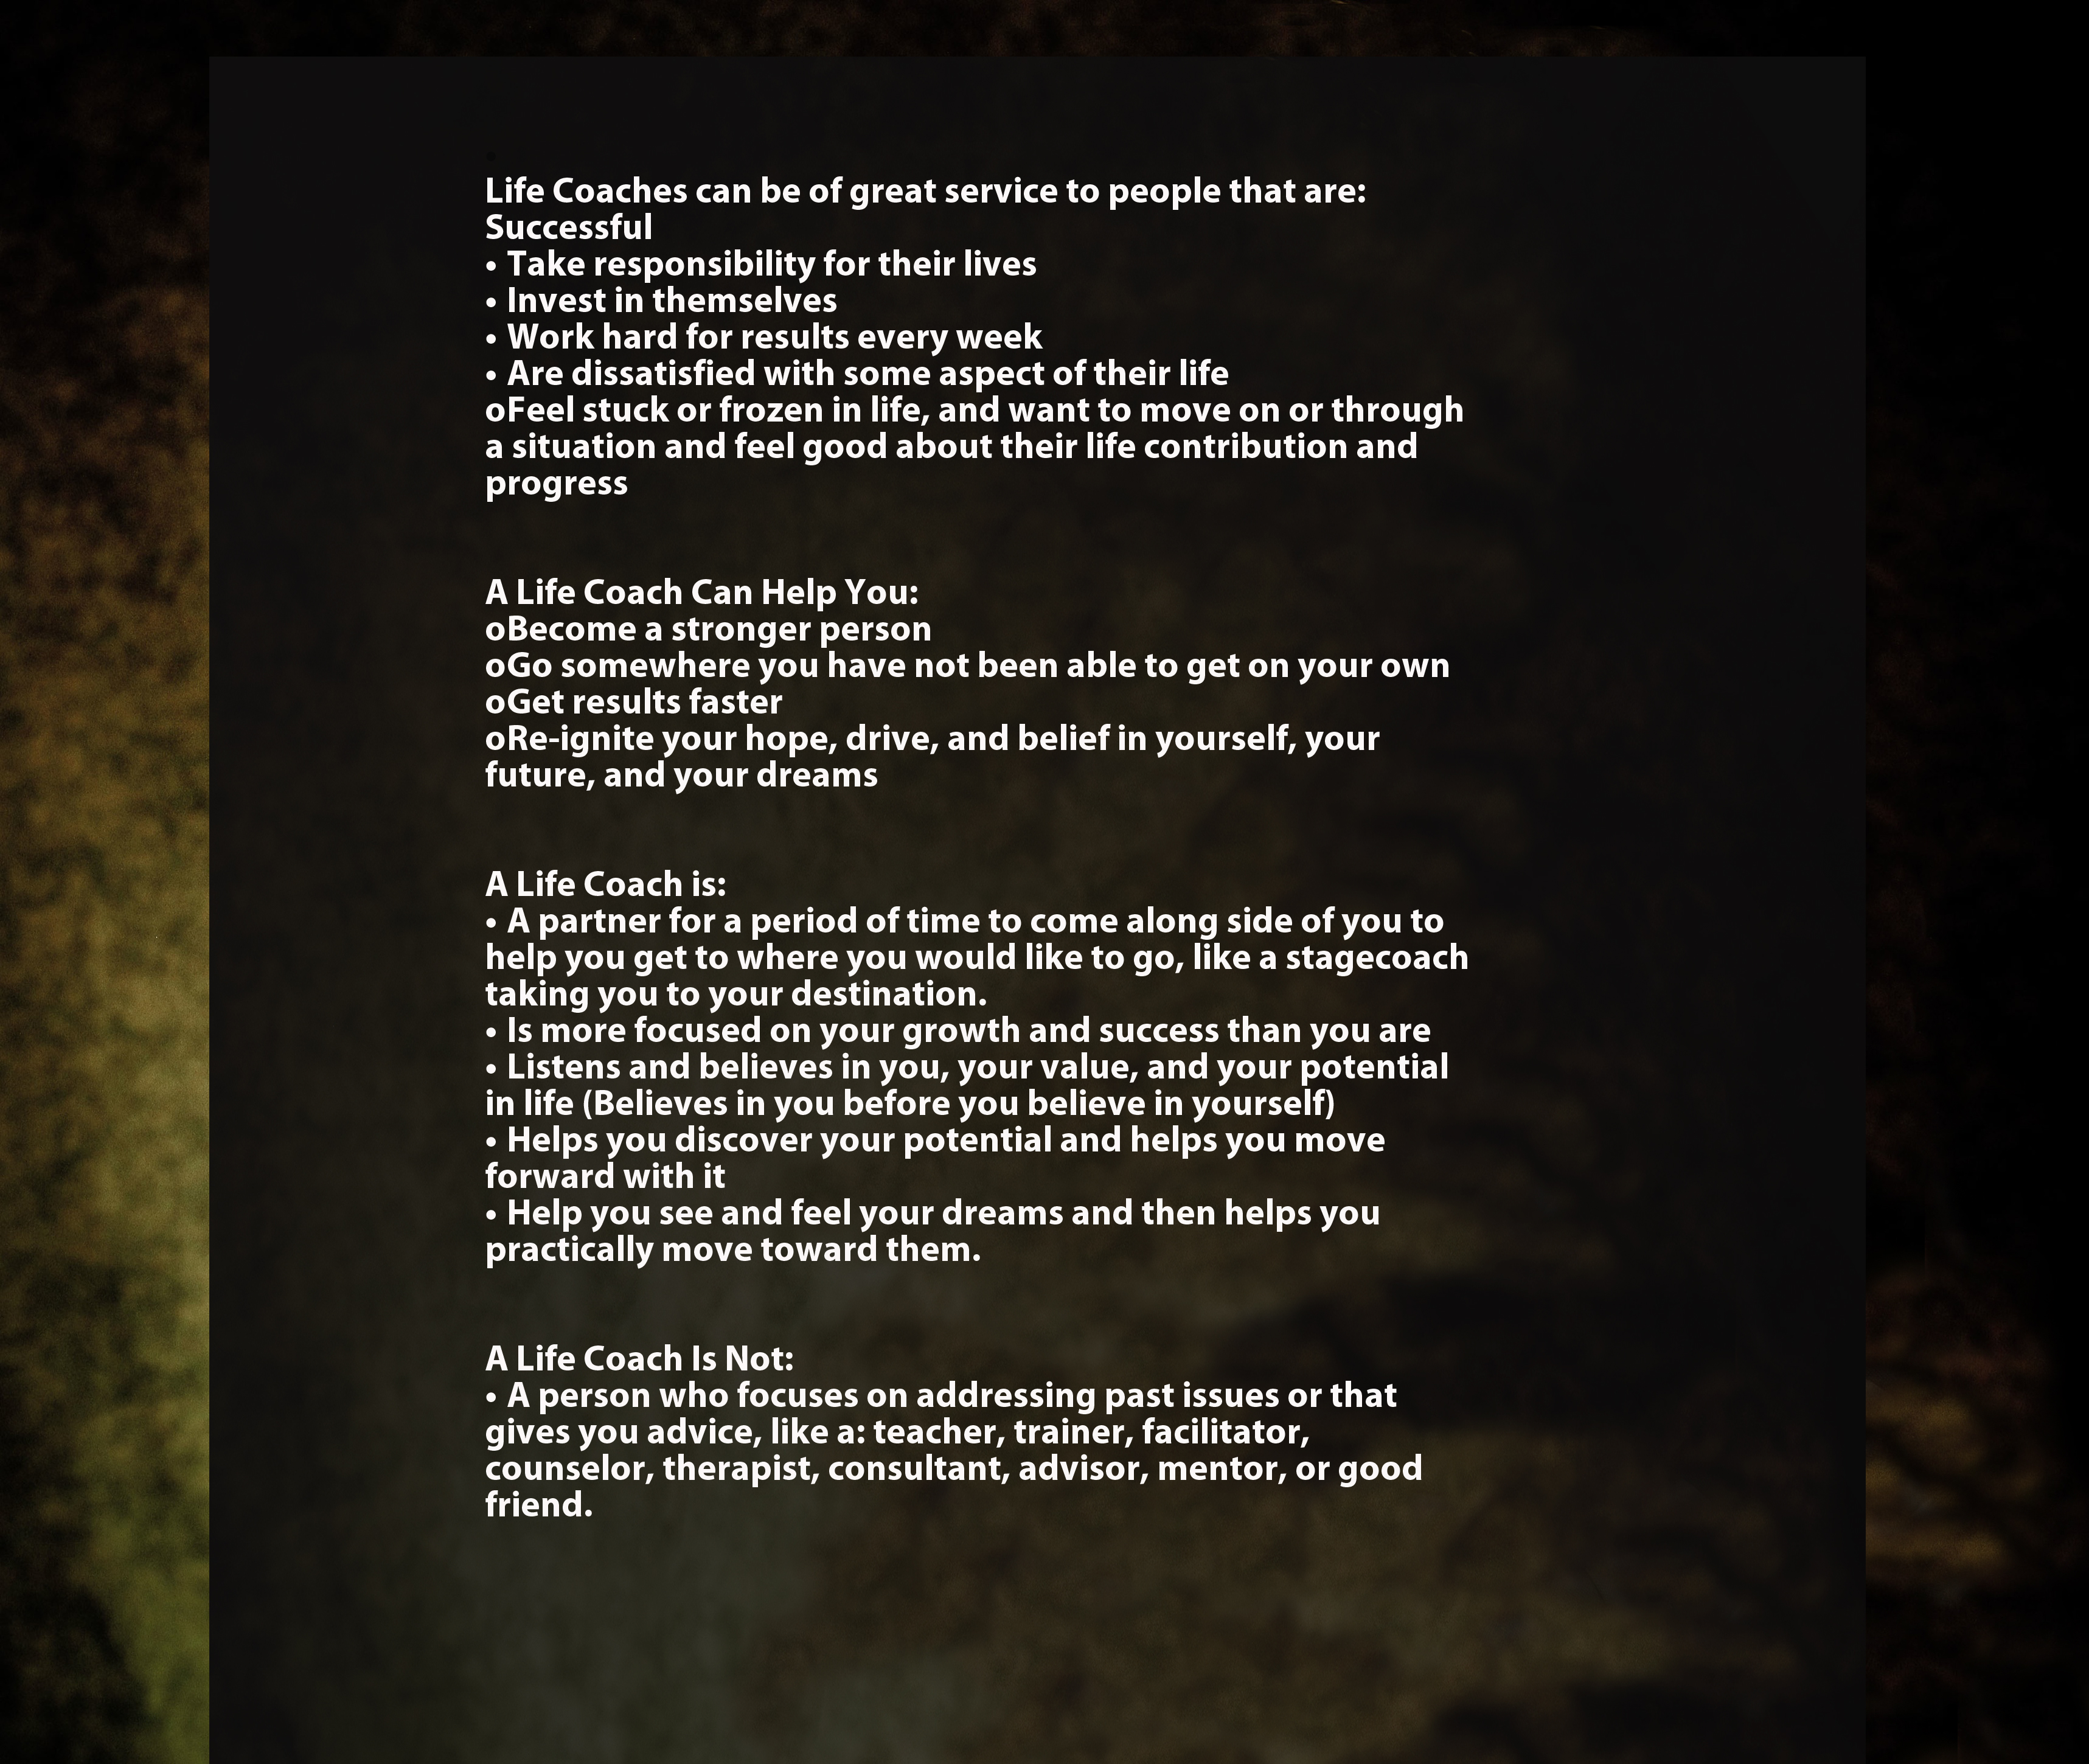 Life Coaches can be of great service to people that are:
Successful
• Take responsibility for their lives
• Invest in themselves
• Work hard for results every week
• Are dissatisfied with some aspect of their life
oFeel stuck or frozen in life, and want to move on or through
a situation and feel good about their life contribution and
progress
A Life Coach Can Help You:
oBecome a stronger person
oGo somewhere you have not been able to get on your own
oGet results faster
oRe-ignite your hope, drive, and belief in yourself, your
future, and your dreams
A Life Coach is:
• A partner for a period of time to come along side of you to
help you get to where you would like to go, like a stagecoach
taking you to your destination.
• Is more focused on your growth and success than you are
• Listens and believes in you, your value, and your potential
in life (Believes in you before you believe in yourself)
• Helps you discover your potential and helps you move
forward with it
• Help you see and feel your dreams and then helps you
practically move toward them.
A Life Coach Is Not:
• A person who focuses on addressing past issues or that
gives you advice, like a: teacher, trainer, facilitator,
counselor, therapist, consultant, advisor, mentor, or good
friend.